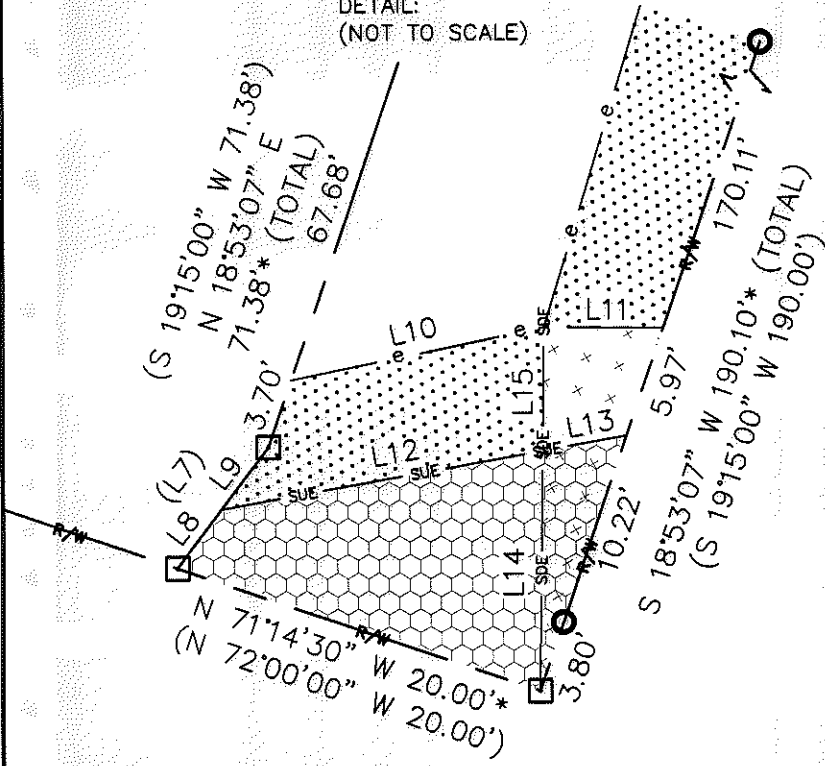 DETAIL:
(NOT TO SCALE)
(S 19°15'00" W 71.38')
N 18°53'07" E
71.38'* (TOTAL)
67.68'
3.70'
e
e
R/W
170.11'
L10
e
e
SDE
L11
L15
5.97'
S 18°53'07" W 190.10'* (TOTAL)
(S 19°15'00" W 190.00')
L13
L12
SDE
SUE
SUE
SUE
(L7)
L9
L8
R/W
L14
SDE
R/W
10.22'
N 71°14'30" W 20.00'*
(N 72°00'00" W 20.00')
R/W
3.80'